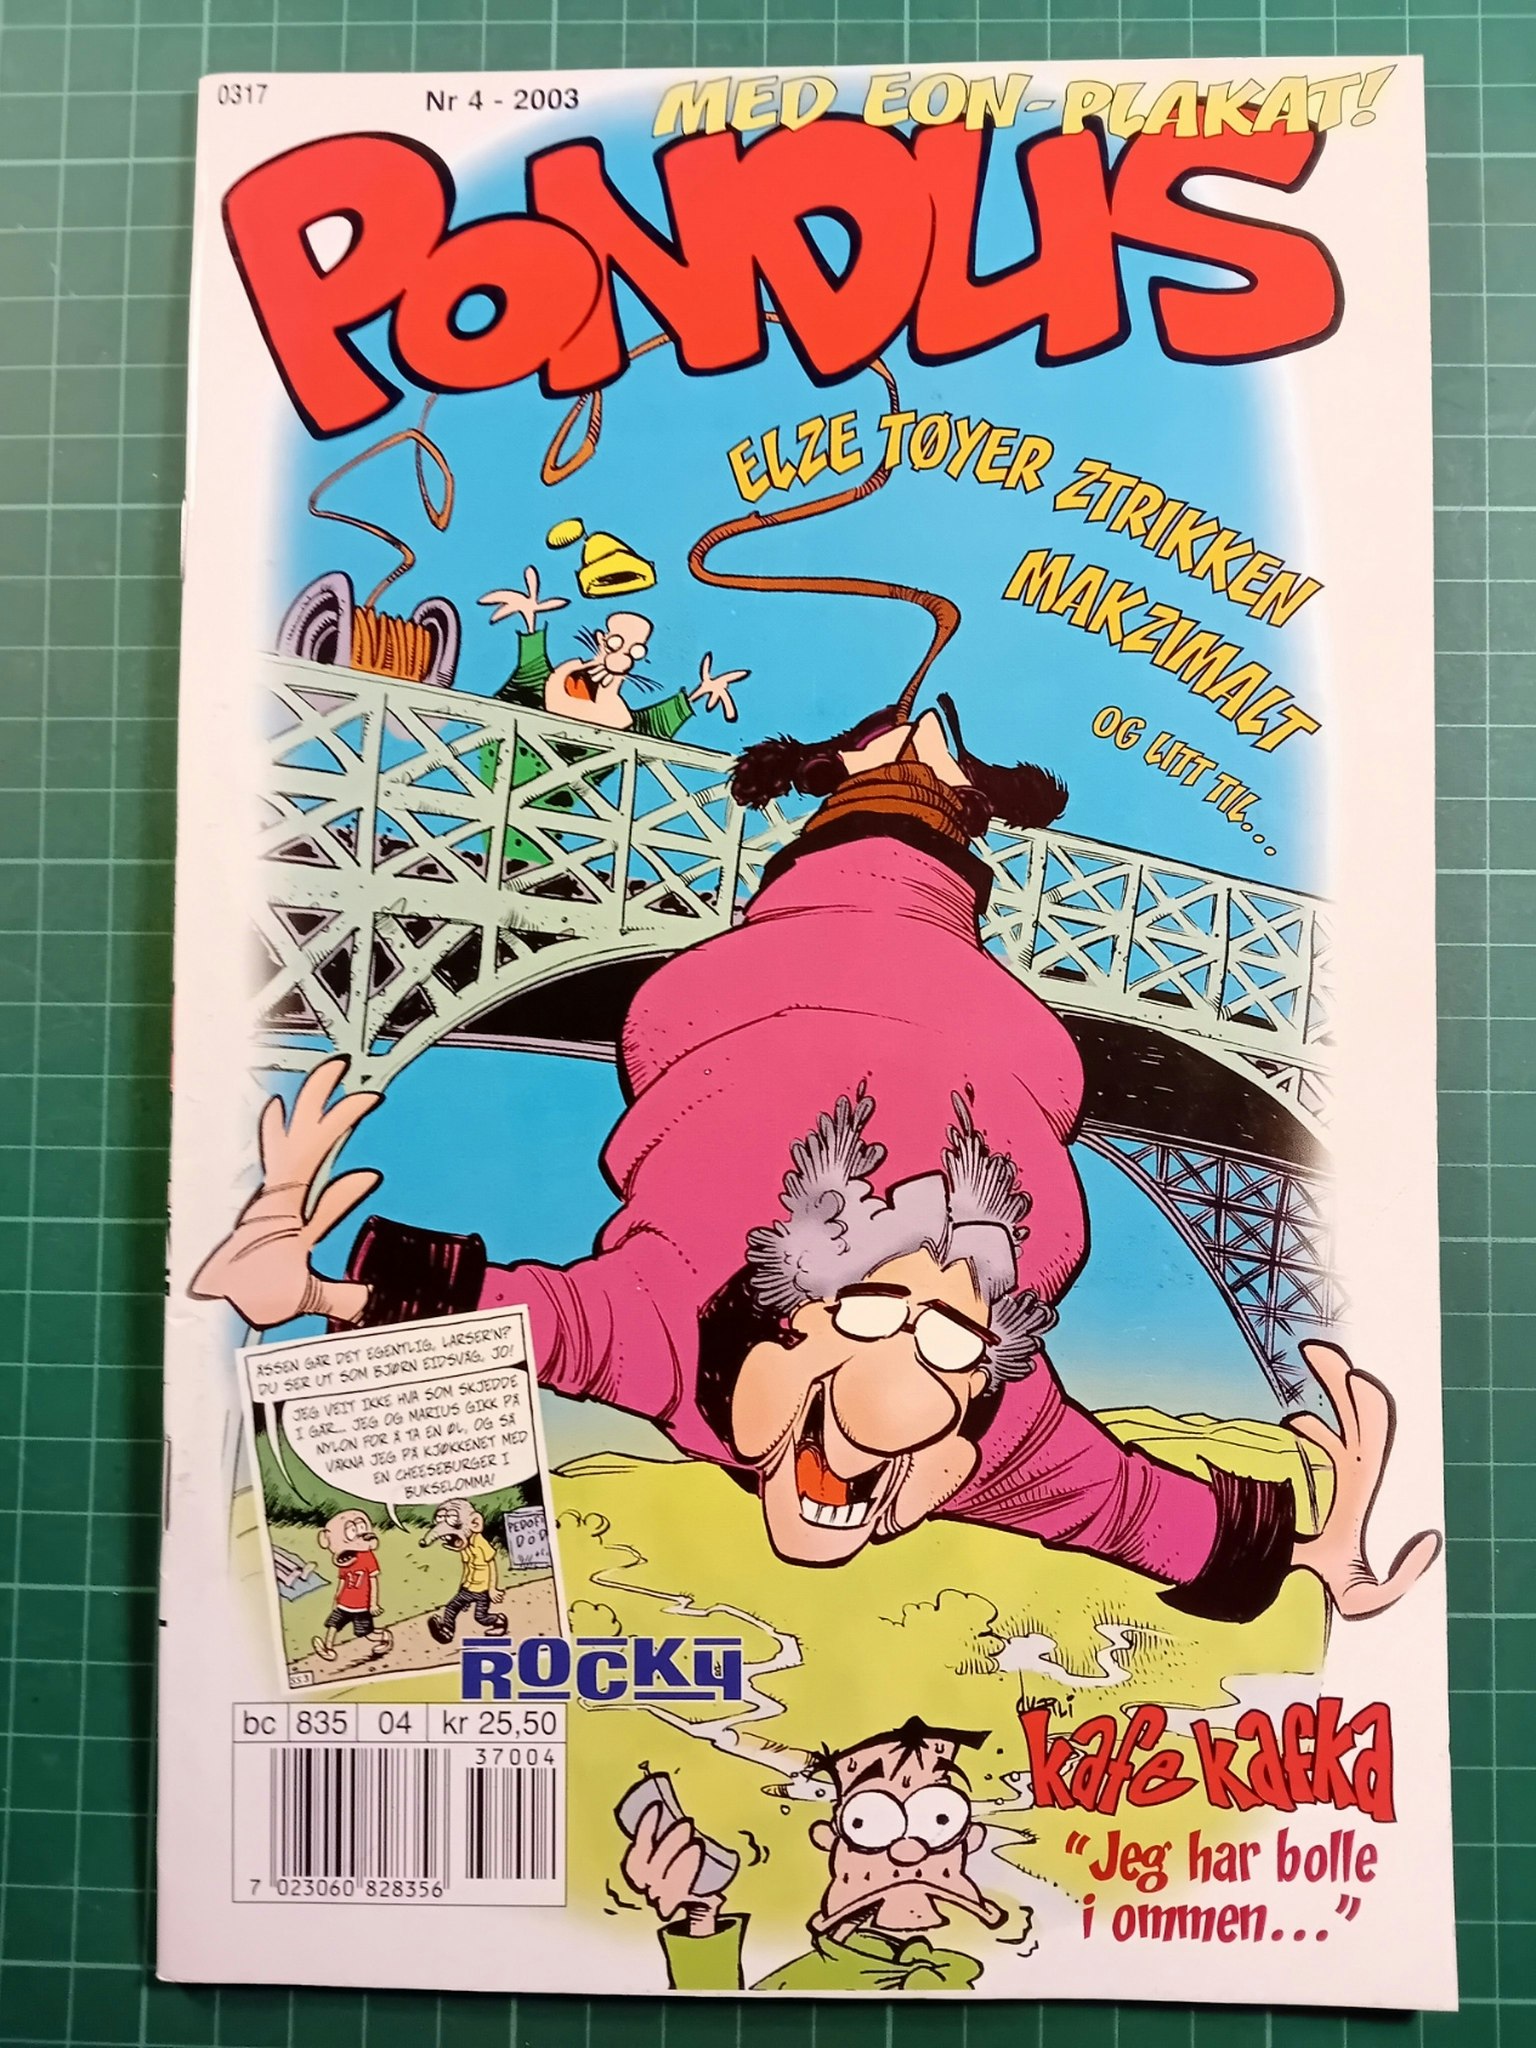 0317
Nr 4 - 2003
MED EON-PLAKAT!
PONDUS
ELZE TØYER ZTRIKKEN
MAKZIMALT
OG LITT TIL...
ÅSSEN GÅR DET EGENTLIG, LARSER'N?
DU SER UT SOM BJØRN EIDSVÅG, JO!
JEG VEIT IKKE HVA SOM SKJEDDE
I GÅR... JEG OG MARIUS GIKK PÅ
NYLON FOR Å TA EN ØL, OG SÅ
VÅKNA JEG PÅ KJØKKENET MED
EN CHEESEBURGER I
BUKSELOMMA!
17
553
ROCKY
bc 835 04 kr 25,50
37004
7 023060 828356
kafe kafka
"Jeg har bolle
i ommen..."